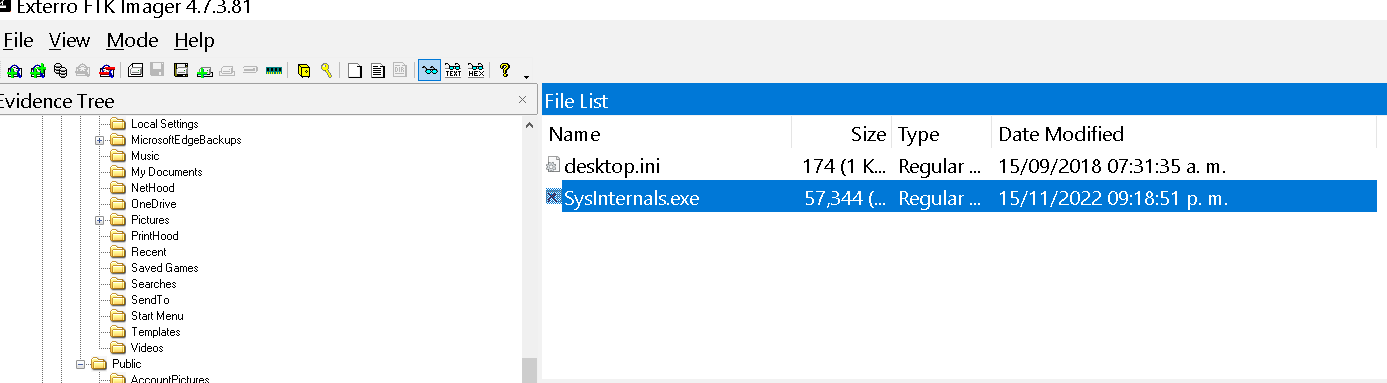 Exterro FTK Imager 4.7.3.81
File View Mode Help
TEXT HEX
Evidence Tree
File List
Local Settings
MicrosoftEdgeBackups
Music
My Documents
NetHood
OneDrive
Pictures
PrintHood
Recent
Saved Games
Searches
SendTo
Start Menu
Templates
Videos
Public
AccountPictures
Name Size Type Date Modified
desktop.ini 174 (1 K... Regular ... 15/09/2018 07:31:35 a. m.
SysInternals.exe 57,344 (... Regular ... 15/11/2022 09:18:51 p. m.